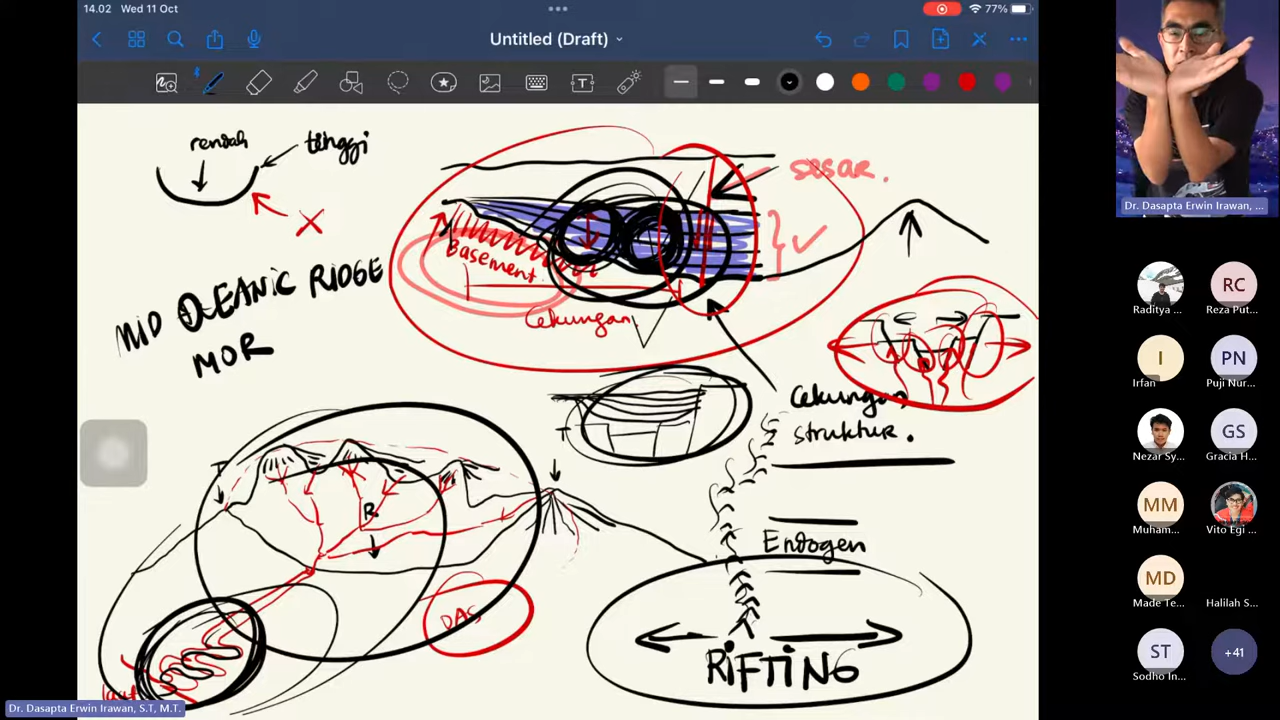 14.02 Wed 11 Oct
77%
Untitled (Draft)
rendah
tinggi
sesar.
Basement
Cekungan
MID OCEANIC RIDGE
MOR
Cekungan
struktur.
T
R
Endogen
DAS
RIFTING
laut
Dr. Dasapta Erwin Irawan, S.T, M.T.
Dr. Dasapta Erwin Irawan, ...
Raditya ...
RC
Reza Put...
I
Irfan
PN
Puji Nur...
Nezar Sy...
GS
Gracia H...
MM
Muham...
Vito Egi ...
MD
Made Te...
Halilah S...
ST
Sodho In...
+41